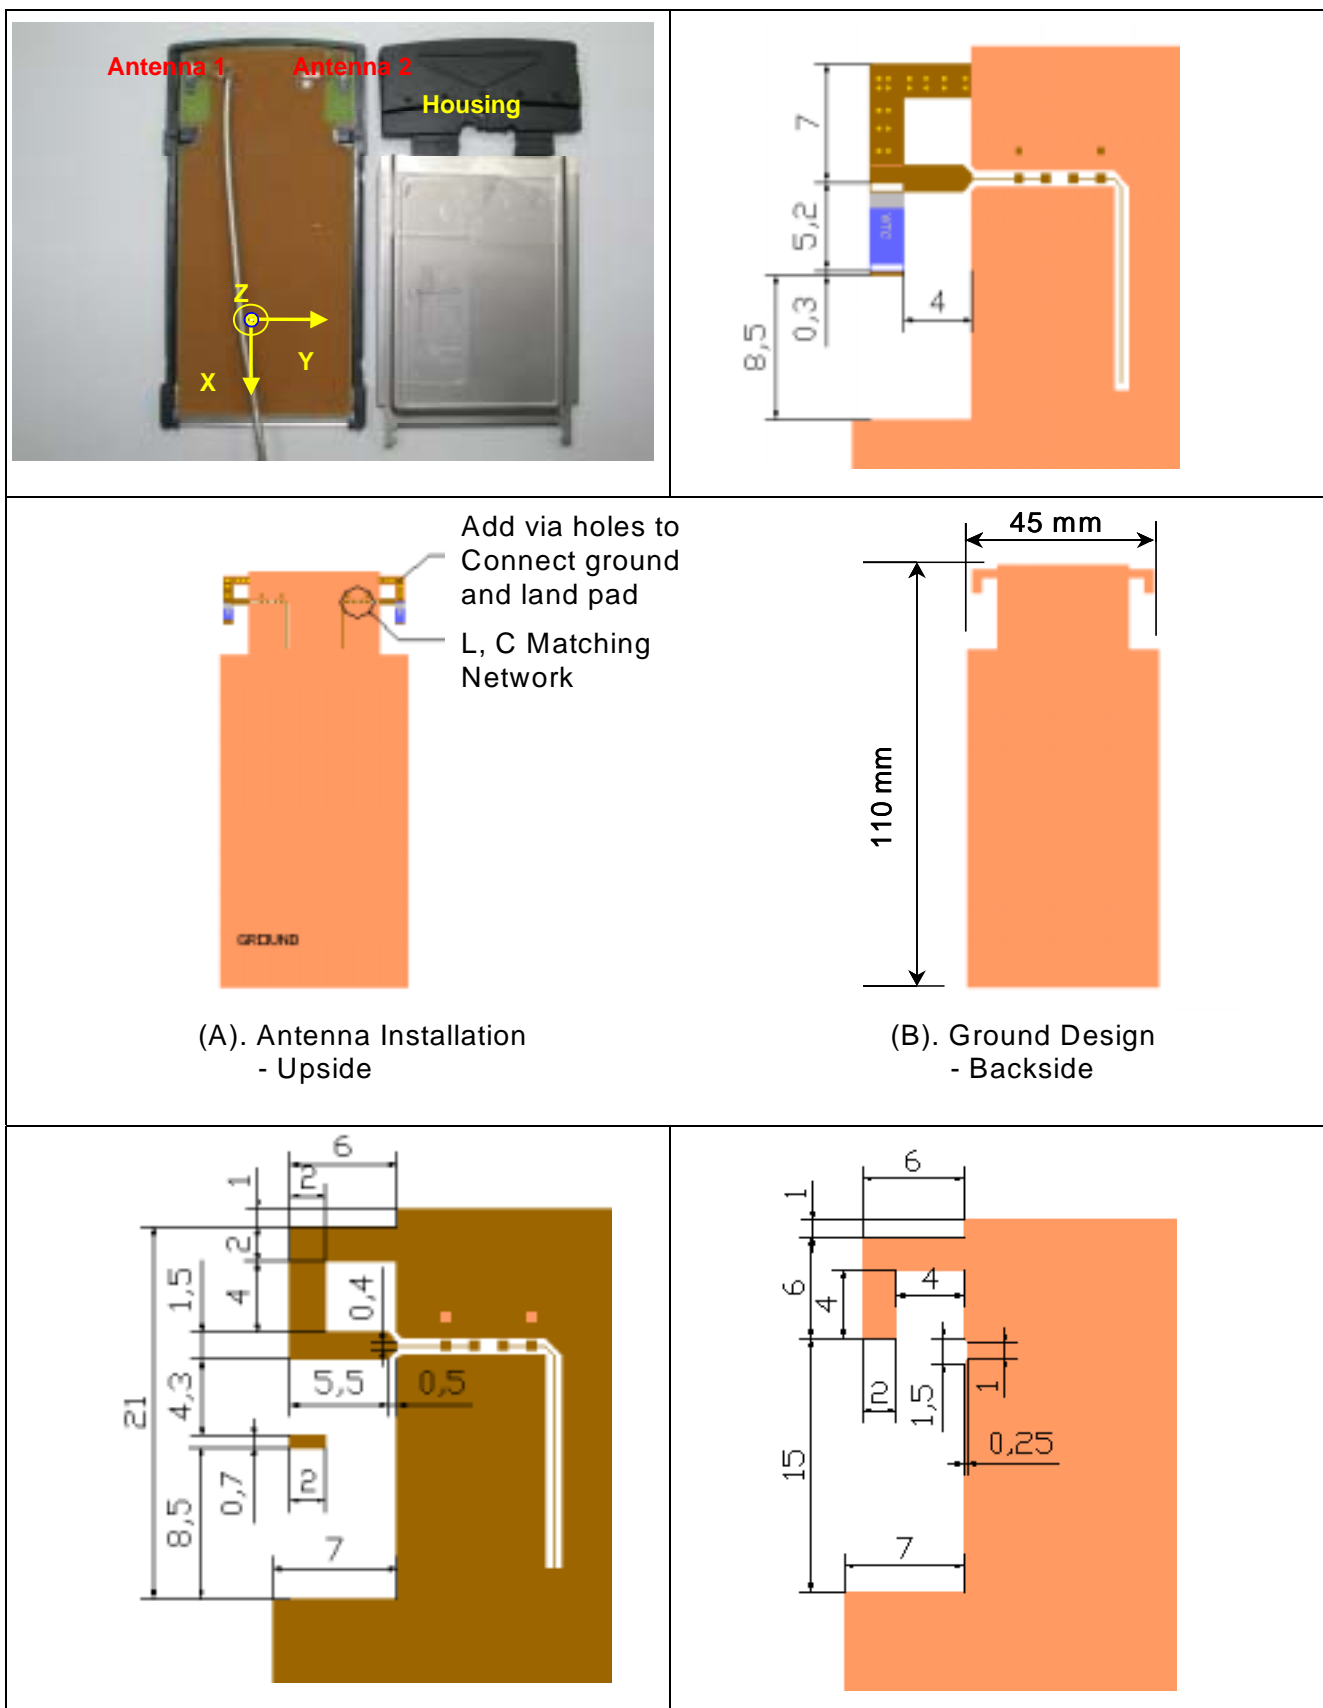 Antenna 1
Antenna 2
Housing
Z
Y
X
7
5,2
0,3
8,5
4
WTC
Add via holes to
Connect ground
and land pad
L, C Matching
Network
GROUND
(A). Antenna Installation
- Upside
45 mm
110 mm
(B). Ground Design
- Backside
6
2
1
2
4
1,5
0,4
5,5
0,5
4,3
21
0,7
2
8,5
7
6
1
6
4
4
2
1,5
1
0,25
15
7